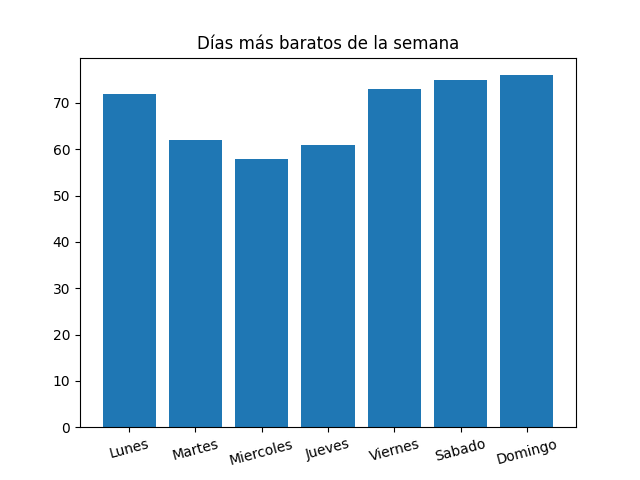 Días más baratos de la semana
70
60
50
40
30
20
10
0
Lunes
Martes
Miercoles
Jueves
Viernes
Sabado
Domingo